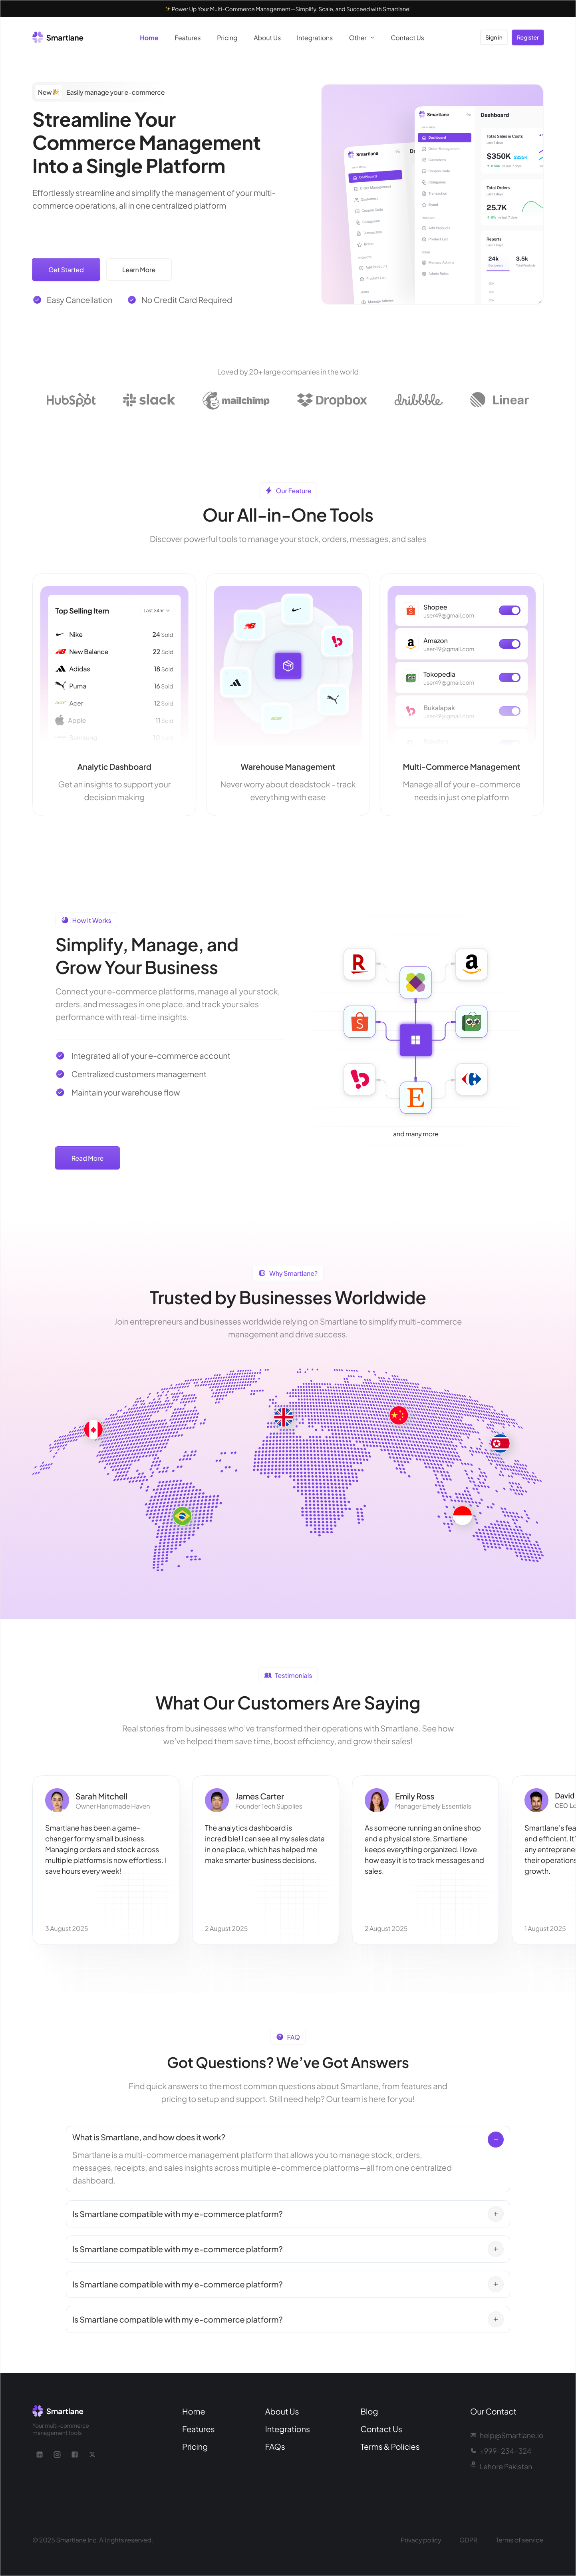 ✨ Power Up Your Multi-Commerce Management—Simplify, Scale, and Succeed with Smartlane!
Smartlane
Home
Features
Pricing
About Us
Integrations
Other
Contact Us
Sign in
Register
New🎉 Easily manage your e-commerce
Streamline Your
Commerce Management
Into a Single Platform
Effortlessly streamline and simplify the management of your multi-
commerce operations, all in one centralized platform
Get Started
Learn More
Easy Cancellation
No Credit Card Required
Smartlane
Dashboard
Order Management
Customers
Coupon Code
Categories
Transaction
Brand
Add Products
Product List
Manage Admins
Smartlane
Dashboard
Order Management
Customers
Coupon Code
Categories
Transaction
Brand
Add Products
Product List
Manage Admins
Admin Roles
Dashboard
Total Sales & Costs
Last 7 days
$350K
Total Orders
Last 7 days
25.7K
Reports
Last 7 days
24k
Customers
3.5k
Total Products
Loved by 20+ large companies in the world
HubSpot
slack
mailchimp
Dropbox
dribbble
Linear
Our Feature
Our All-in-One Tools
Discover powerful tools to manage your stock, orders, messages, and sales
Top Selling Item
Last 24hr
Nike 24 Sold
New Balance 22 Sold
Adidas 18 Sold
Puma 16 Sold
Acer 12 Sold
Apple 11 Sold
Samsung 10 Sold
Analytic Dashboard
Get an insights to support your
decision making
acer
Warehouse Management
Never worry about deadstock - track
everything with ease
Shopee
user49@gmail.com
Amazon
user49@gmail.com
Tokopedia
user49@gmail.com
Bukalapak
user49@gmail.com
Multi-Commerce Management
Manage all of your e-commerce
needs in just one platform
How It Works
Simplify, Manage, and
Grow Your Business
Connect your e-commerce platforms, manage all your stock,
orders, and messages in one place, and track your sales
performance with real-time insights.
Integrated all of your e-commerce account
Centralized customers management
Maintain your warehouse flow
Read More
R
a
S
E
and many more
Why Smartlane?
Trusted by Businesses Worldwide
Join entrepreneurs and businesses worldwide relying on Smartlane to simplify multi-commerce
management and drive success.
Testimonials
What Our Customers Are Saying
Real stories from businesses who've transformed their operations with Smartlane. See how
we've helped them save time, boost efficiency, and grow their sales!
Sarah Mitchell
Owner Handmade Haven
Smartlane has been a game-
changer for my small business.
Managing orders and stock across
multiple platforms is now effortless. I
save hours every week!
3 August 2025
James Carter
Founder Tech Supplies
The analytics dashboard is
incredible! I can see all my sales data
in one place, which has helped me
make smarter business decisions.
2 August 2025
Emily Ross
Manager Emely Essentials
As someone running an online shop
and a physical store, Smartlane
keeps everything organized. I love
how easy it is to track messages and
sales.
2 August 2025
David
CEO Lo
Smartlane's fea
and efficient. It'
any entreprene
their operations
growth.
1 August 2025
FAQ
Got Questions? We've Got Answers
Find quick answers to the most common questions about Smartlane, from features and
pricing to setup and support. Still need help? Our team is here for you!
What is Smartlane, and how does it work?
Smartlane is a multi-commerce management platform that allows you to manage stock, orders,
messages, receipts, and sales insights across multiple e-commerce platforms—all from one centralized
dashboard.
Is Smartlane compatible with my e-commerce platform?
Is Smartlane compatible with my e-commerce platform?
Is Smartlane compatible with my e-commerce platform?
Is Smartlane compatible with my e-commerce platform?
Smartlane
Your multi-commerce
management tools
Home
Features
Pricing
About Us
Integrations
FAQs
Blog
Contact Us
Terms & Policies
Our Contact
help@Smartlane.io
+999-234-324
Lahore Pakistan
© 2025 Smartlane Inc. All rights reserved.
Privacy policy
GDPR
Terms of service